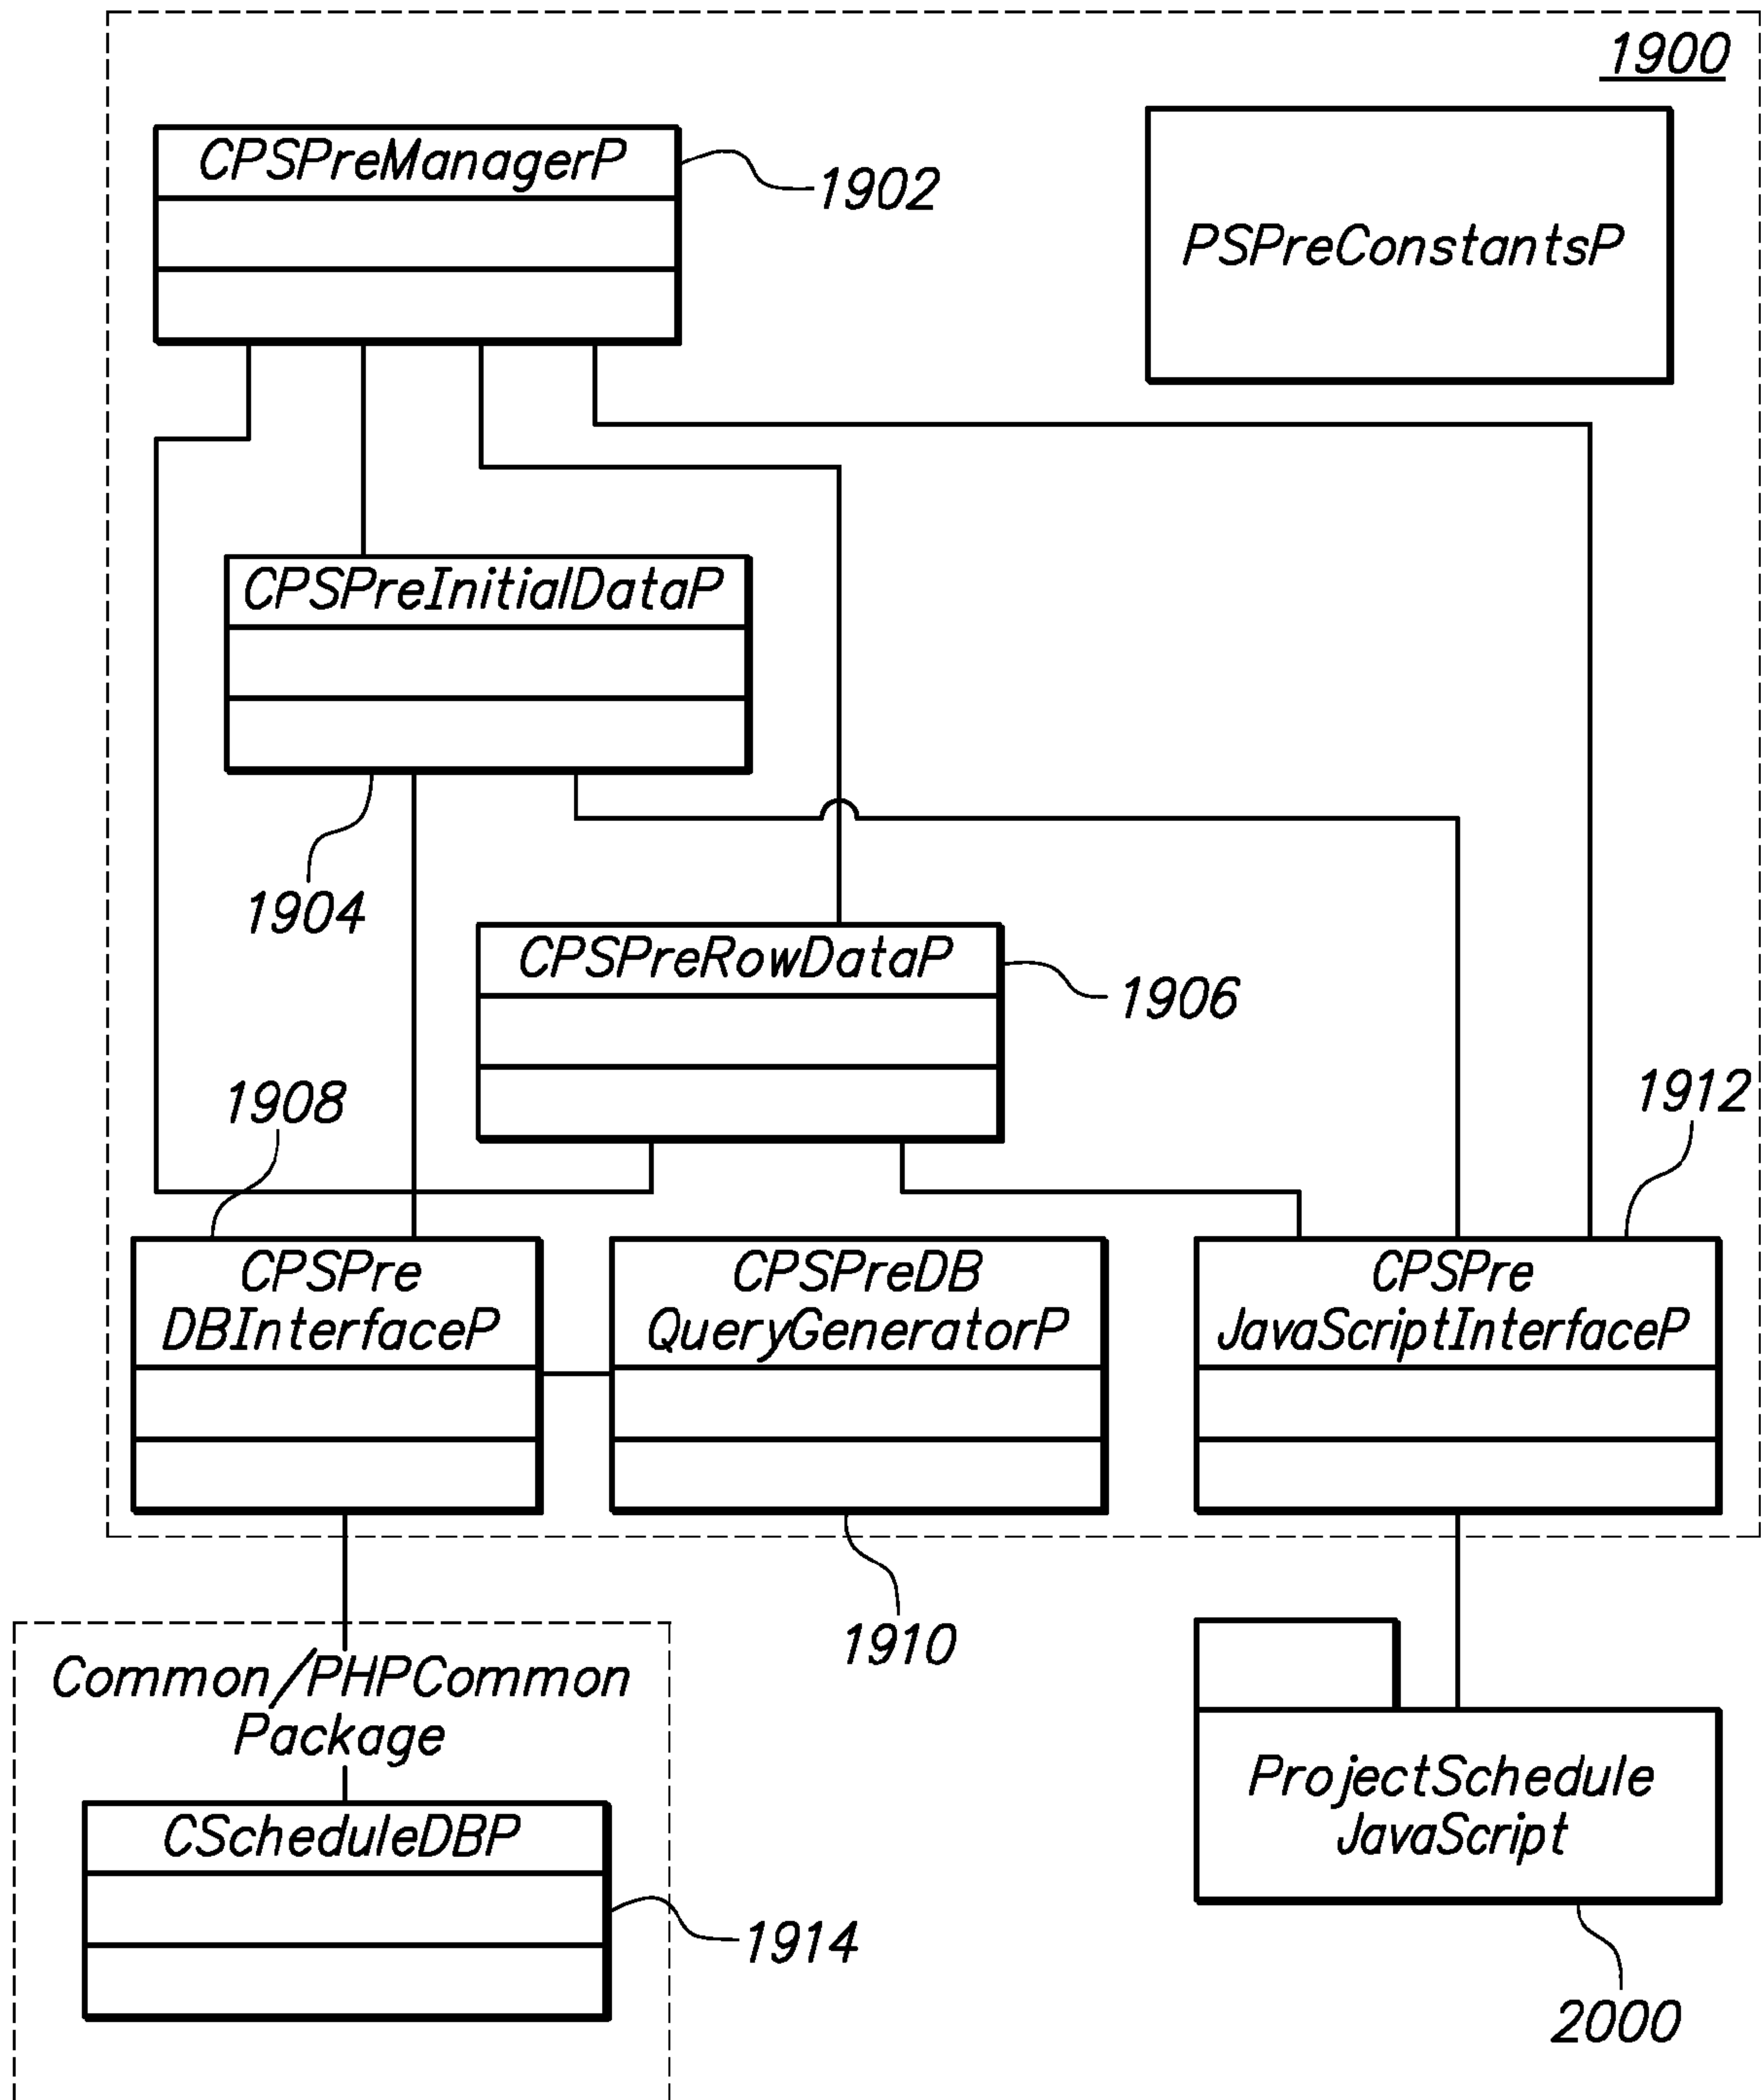 1900
CPSPreManagerP
1902
PSPreConstantsP
CPSPreInitialDataP
1904
CPSPreRowDataP
1906
1908
1912
CPSPre
DBInterfaceP
CPSPreDB
QueryGeneratorP
CPSPre
JavaScriptInterfaceP
1910
Common/PHPCommon
Package
CScheduleDBP
1914
ProjectSchedule
JavaScript
2000